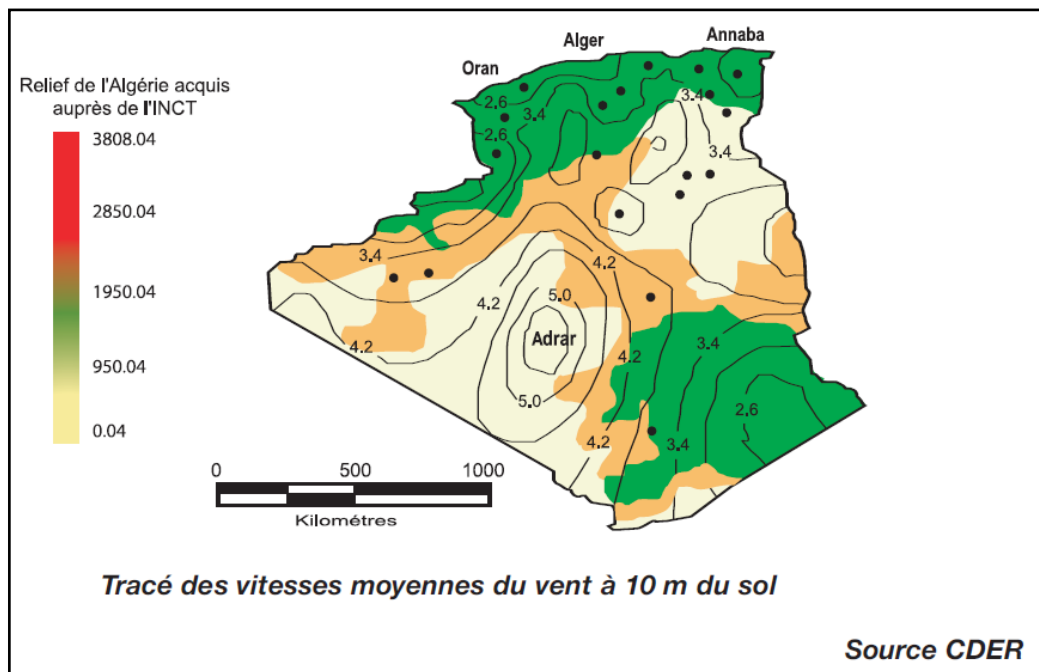 Relief de l'Algérie acquis
auprès de l'INCT
3808.04
2850.04
1950.04
950.04
0.04
Oran
Alger
Annaba
2.6
3.4
2.6
3.4
3.4
3.4
4.2
4.2
4.2
5.0
Adrar
4.2
3.4
5.0
2.6
4.2
3.4
0
500
1000
Kilométres
Tracé des vitesses moyennes du vent à 10 m du sol
Source CDER